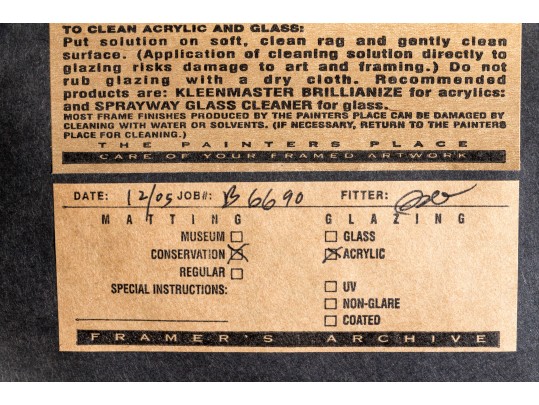 TO CLEAN ACRYLIC AND GLASS:
Put solution on soft, clean rag and gently clean
surface. (Application of cleaning solution directly to
glazing risks damage to art and framing.) Do not
rub glazing with a dry cloth. Recommended
products are: KLEENMASTER BRILLIANIZE for acrylics:
and SPRAYWAY GLASS CLEANER for glass.
MOST FRAME FINISHES PRODUCED BY THE PAINTERS PLACE CAN BE DAMAGED BY
CLEANING WITH WATER OR SOLVENTS. (IF NECESSARY, RETURN TO THE PAINTERS
PLACE FOR CLEANING.)
THE PAINTERS PLACE
CARE OF YOUR FRAMED ARTWORK
DATE: 12/05 JOB#: B6690 FITTER:
MATTING GLAZING
MUSEUM GLASS
CONSERVATION ACRYLIC
REGULAR
SPECIAL INSTRUCTIONS: UV
NON-GLARE
COATED
FRAMER'S ARCHIVE